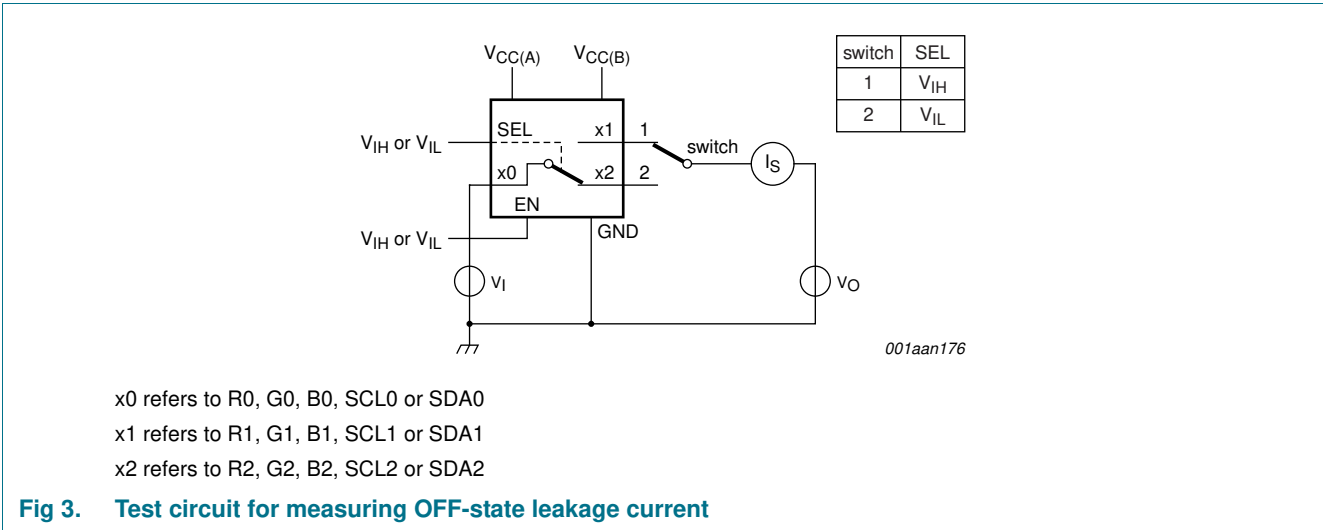 VCC(A) VCC(B)
switch SEL
1 VIH
2 VIL
VIH or VIL
SEL x1 1
switch
IS
x0 x2 2
EN
GND
VIH or VIL
VI
VO
001aan176
x0 refers to R0, G0, B0, SCL0 or SDA0
x1 refers to R1, G1, B1, SCL1 or SDA1
x2 refers to R2, G2, B2, SCL2 or SDA2
Fig 3. Test circuit for measuring OFF-state leakage current